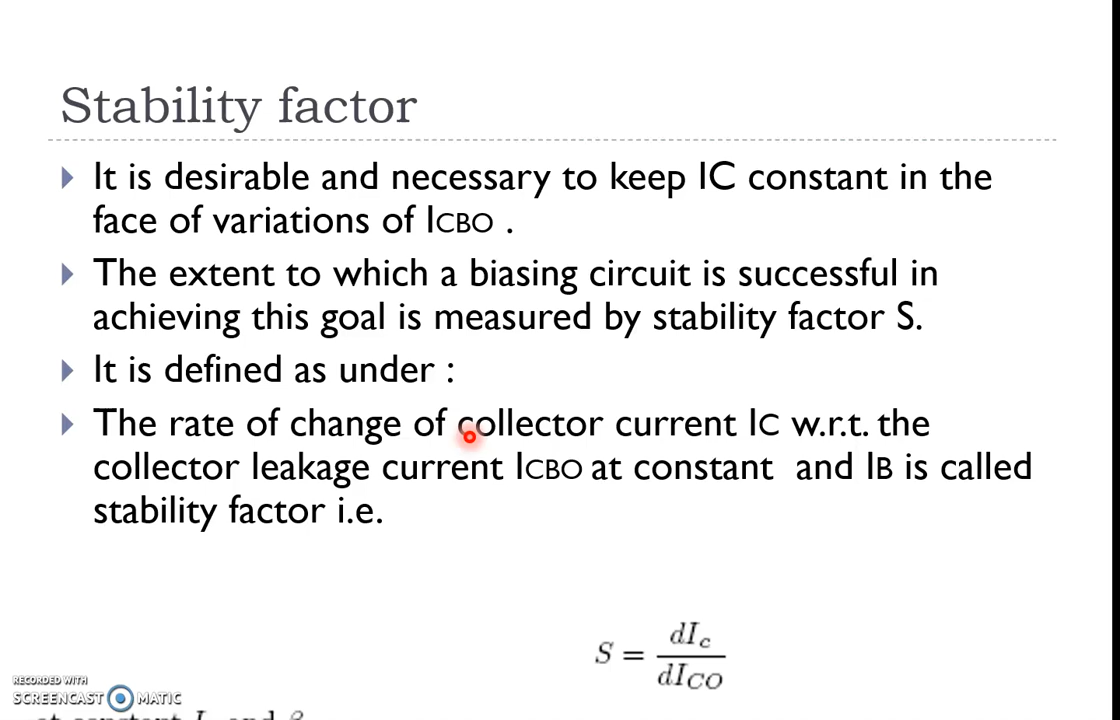 Stability factor
It is desirable and necessary to keep IC constant in the
face of variations of ICBO .
The extent to which a biasing circuit is successful in
achieving this goal is measured by stability factor S.
It is defined as under :
The rate of change of collector current IC w.r.t. the
collector leakage current ICBO at constant  and IB is called
stability factor i.e.
S = dIc / dICO
RECORDED WITH
SCREENCAST MATIC